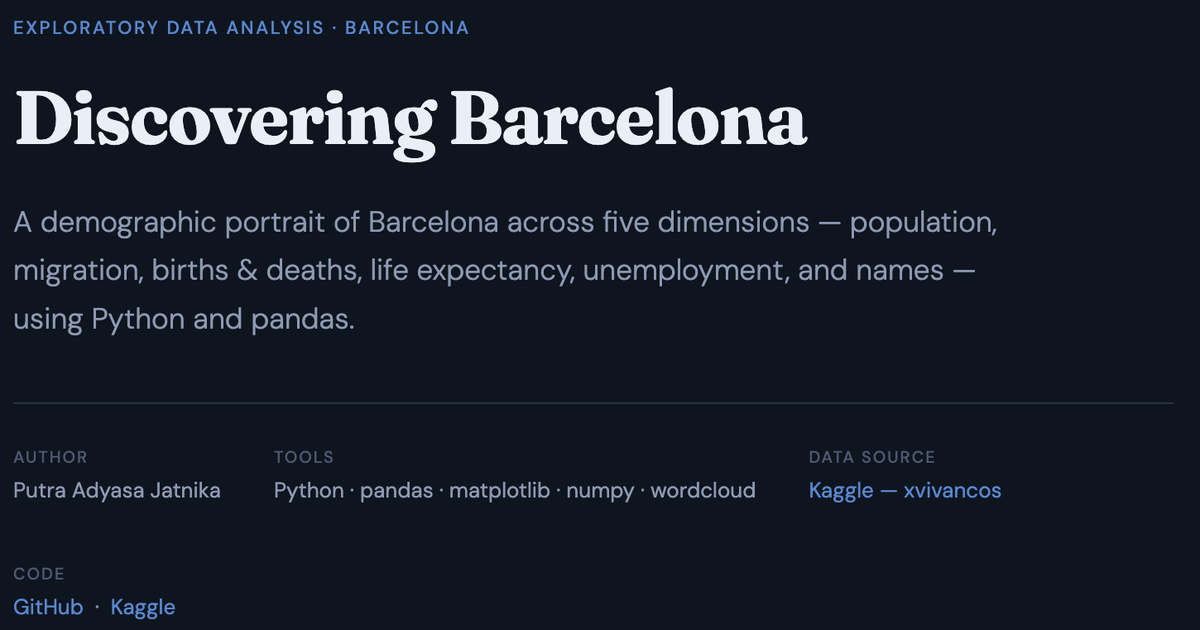 EXPLORATORY DATA ANALYSIS · BARCELONA
Discovering Barcelona
A demographic portrait of Barcelona across five dimensions — population,
migration, births & deaths, life expectancy, unemployment, and names —
using Python and pandas.
AUTHOR
Putra Adyasa Jatnika
TOOLS
Python · pandas · matplotlib · numpy · wordcloud
DATA SOURCE
Kaggle — xvivancos
CODE
GitHub · Kaggle